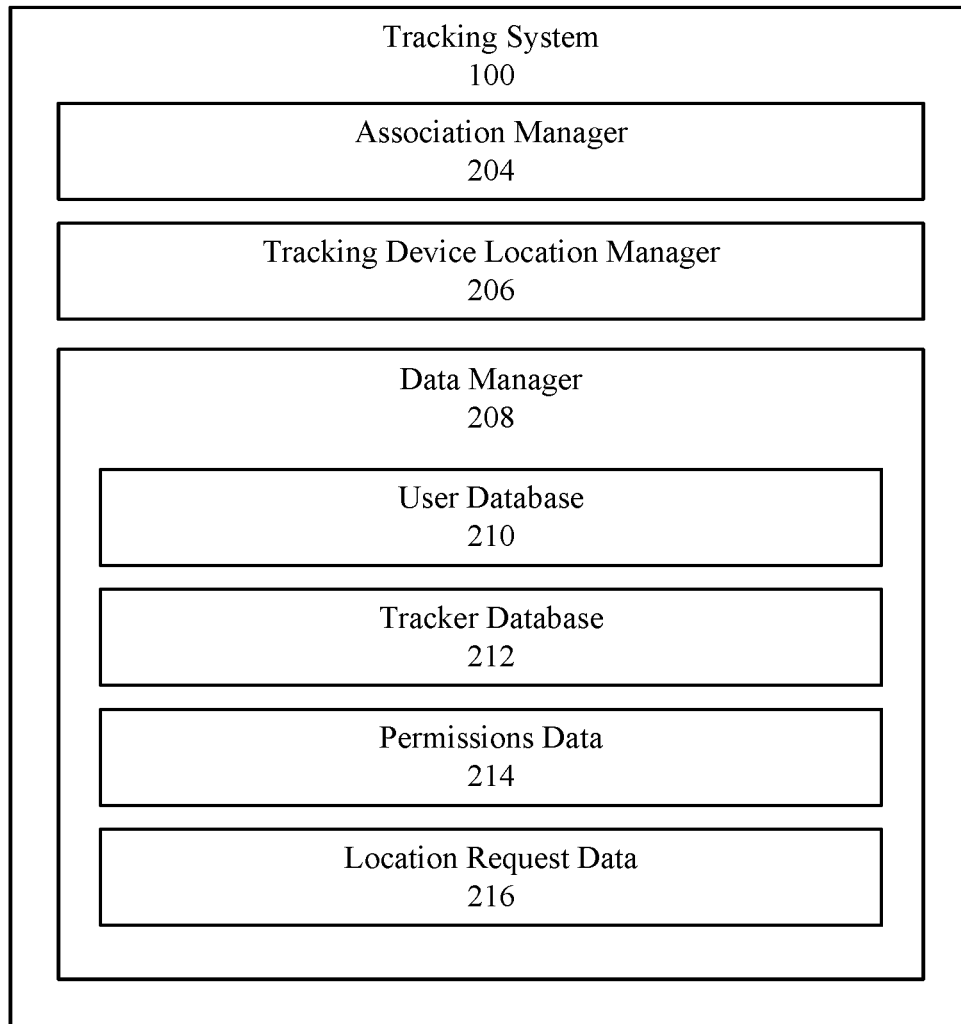 Tracking System
100
Association Manager
204
Tracking Device Location Manager
206
Data Manager
208
User Database
210
Tracker Database
212
Permissions Data
214
Location Request Data
216